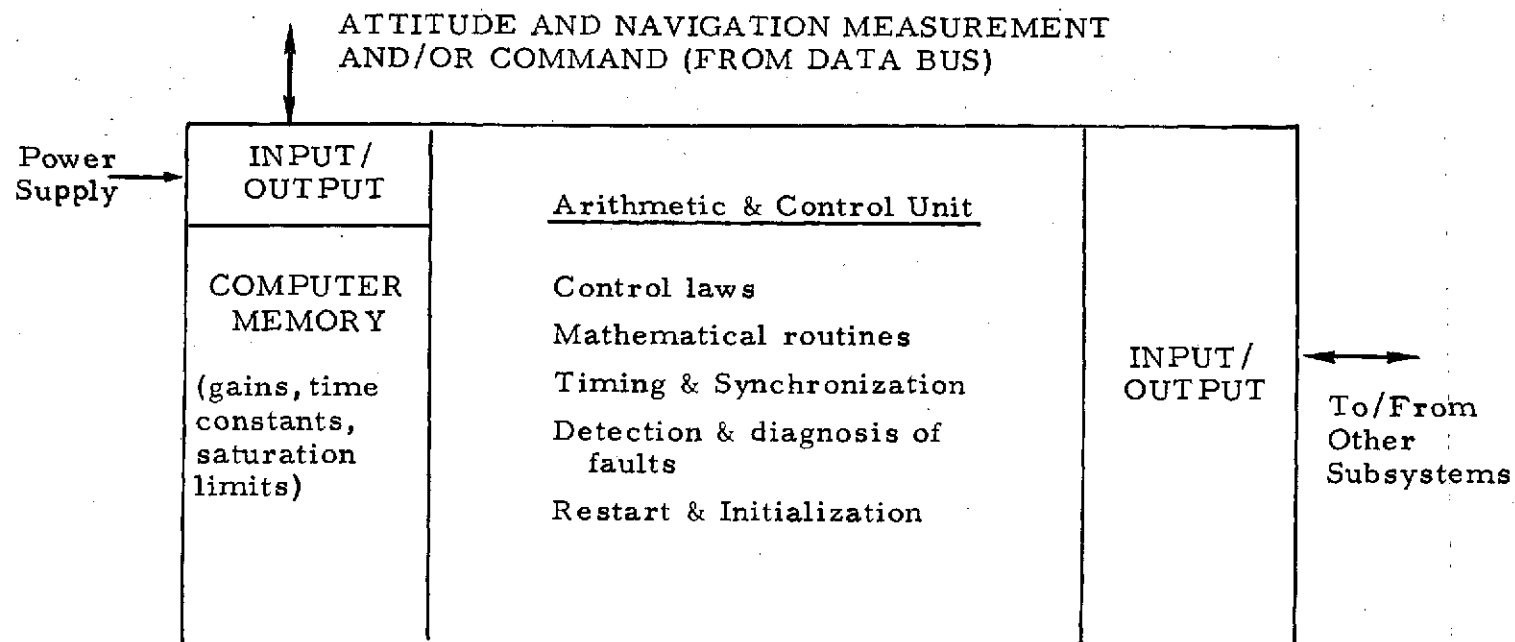 ATTITUDE AND NAVIGATION MEASUREMENT
AND/OR COMMAND (FROM DATA BUS)
Power
Supply
INPUT/
OUTPUT
COMPUTER
MEMORY
(gains, time
constants,
saturation
limits)
Arithmetic & Control Unit
Control laws
Mathematical routines
Timing & Synchronization
Detection & diagnosis of
faults
Restart & Initialization
INPUT/
OUTPUT
To/From
Other
Subsystems